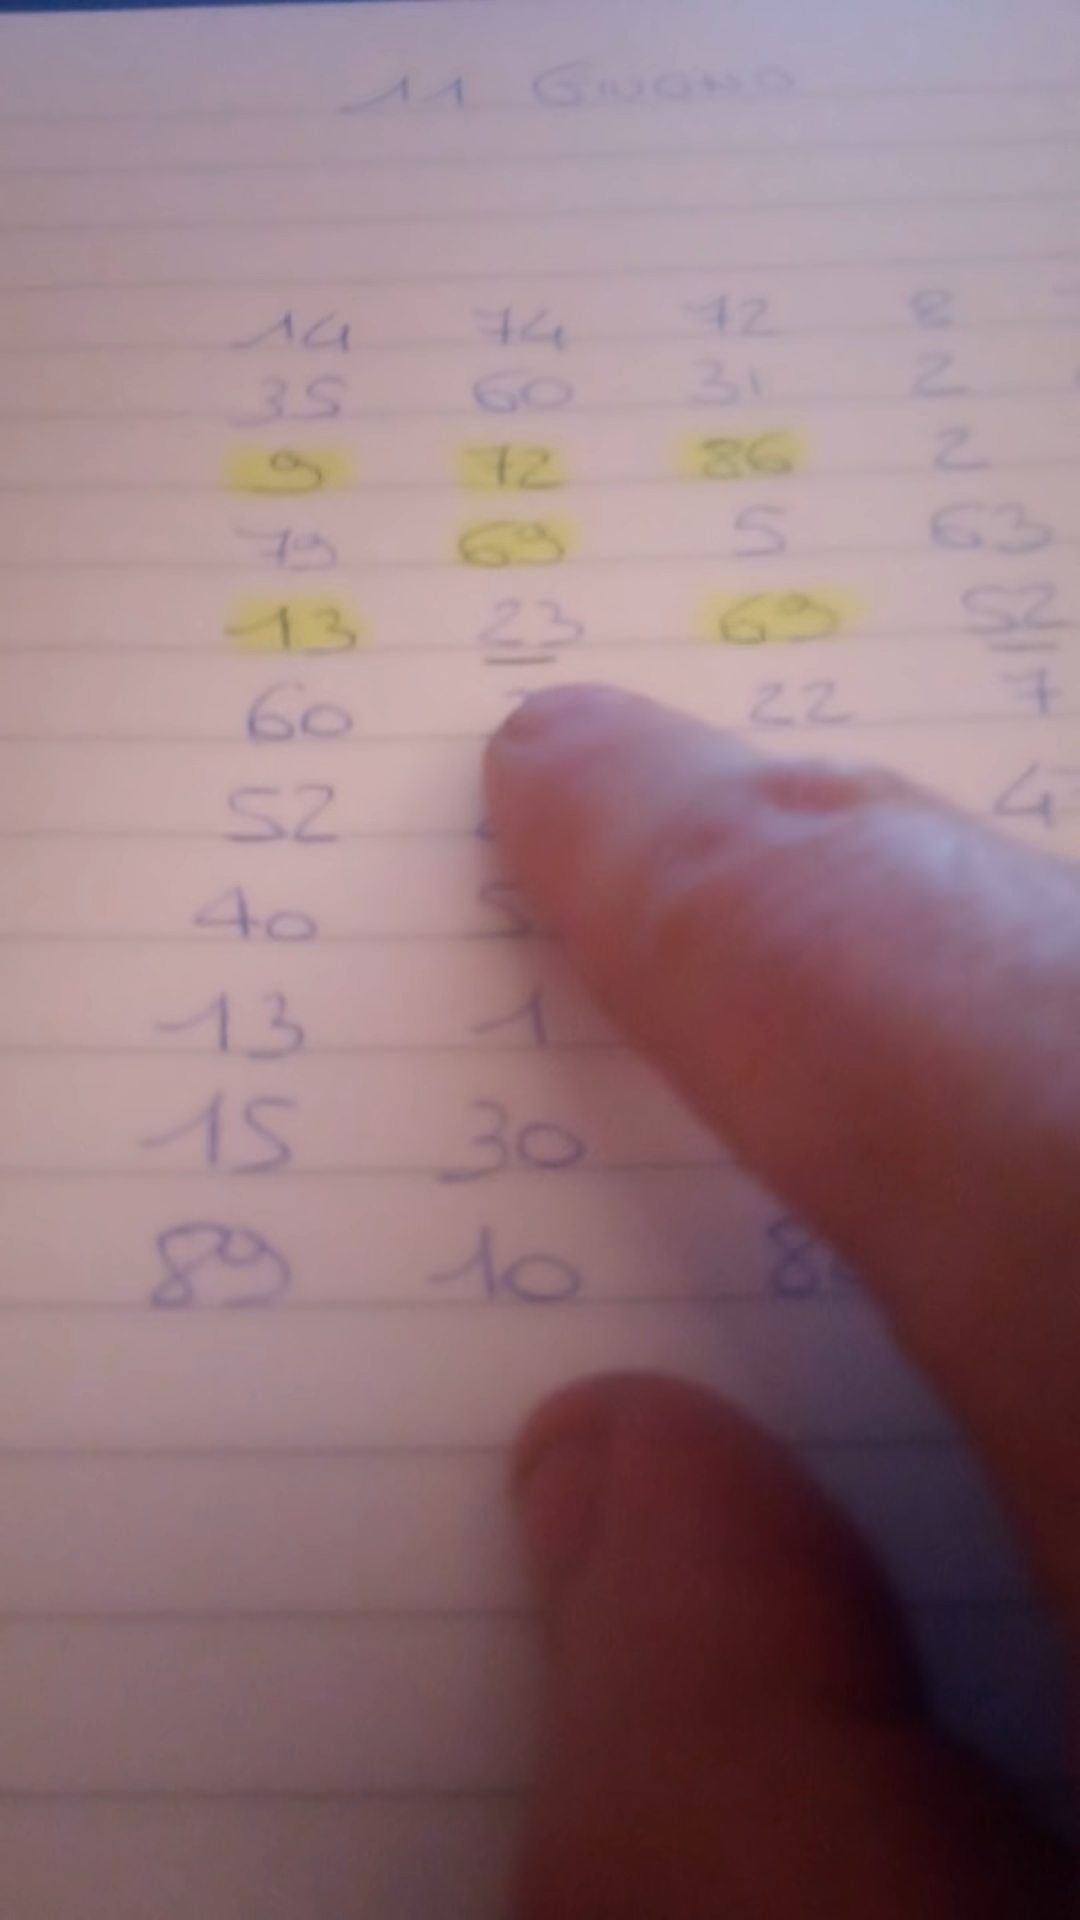 11 GIUGNO
14 74 72 8
35 60 31 2
9 72 86 2
79 69 5 63
13 23 69 52
60 22 7
52
40
13 1
15 30
89 10